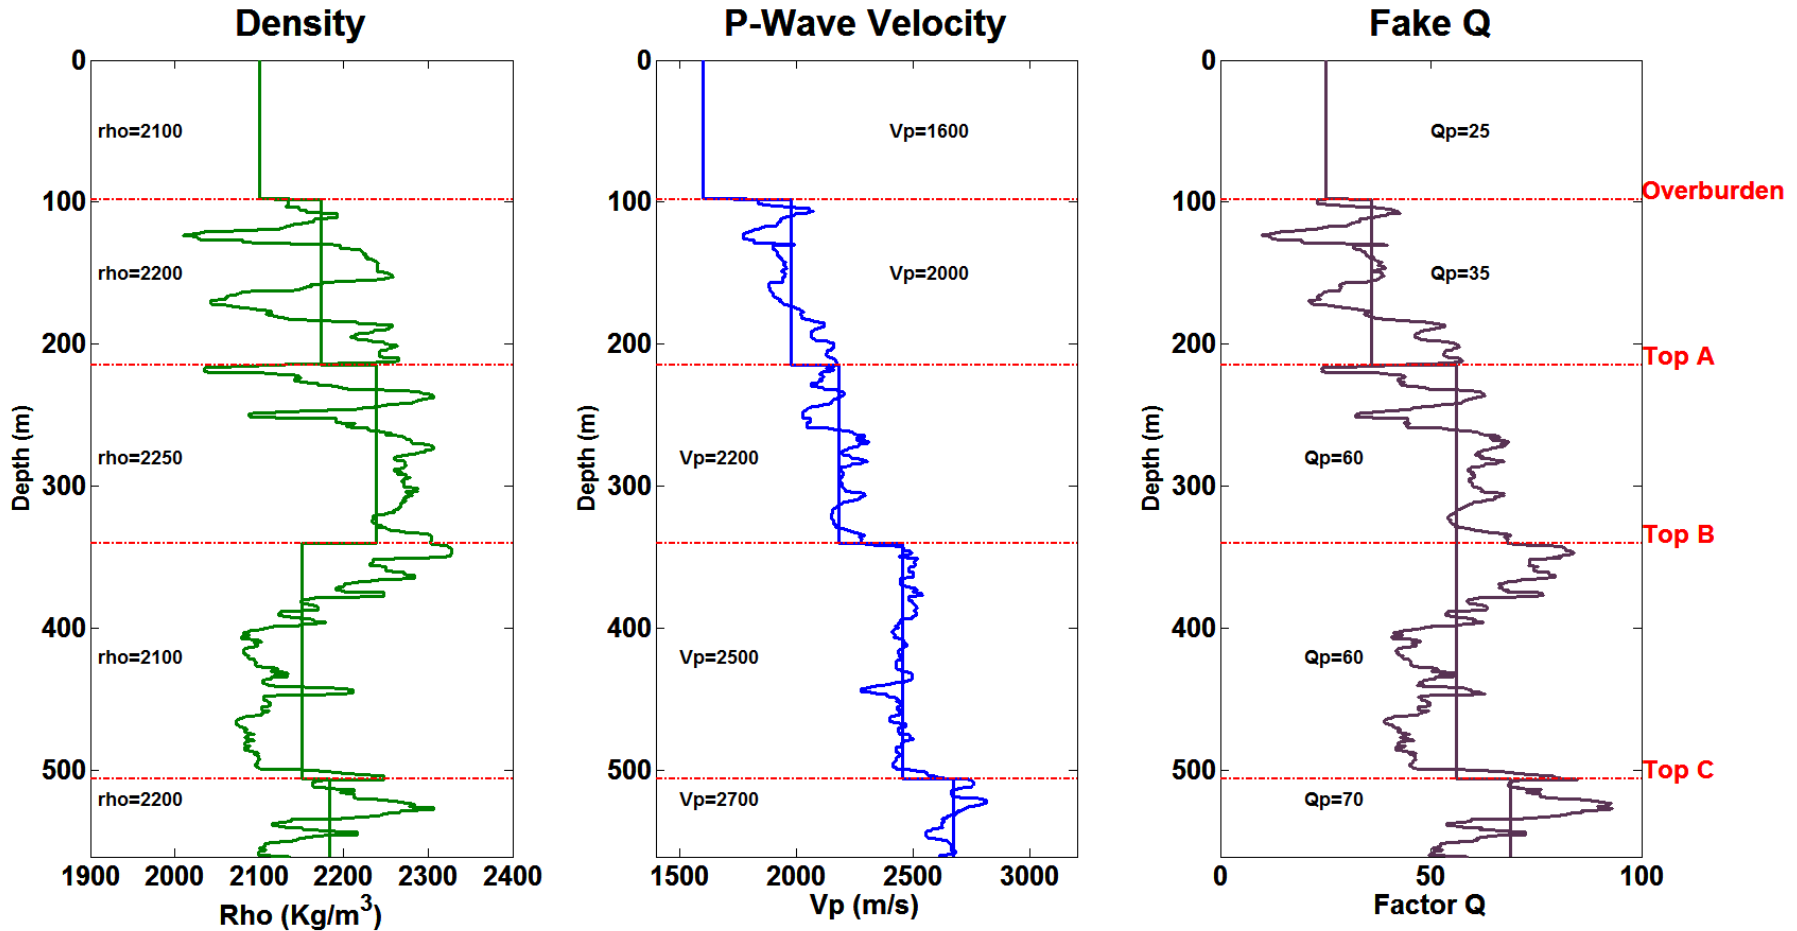 Density
0
100
200
300
400
500
Depth (m)
rho=2100
rho=2200
rho=2250
rho=2100
rho=2200
1900 2000 2100 2200 2300 2400
Rho (Kg/m³)
P-Wave Velocity
0
100
200
300
400
500
Depth (m)
Vp=1600
Vp=2000
Vp=2200
Vp=2500
Vp=2700
1500 2000 2500 3000
Vp (m/s)
Fake Q
0
100
200
300
400
500
Depth (m)
Qp=25
Qp=35
Qp=60
Qp=60
Qp=70
0 50 100
Factor Q
Overburden
Top A
Top B
Top C